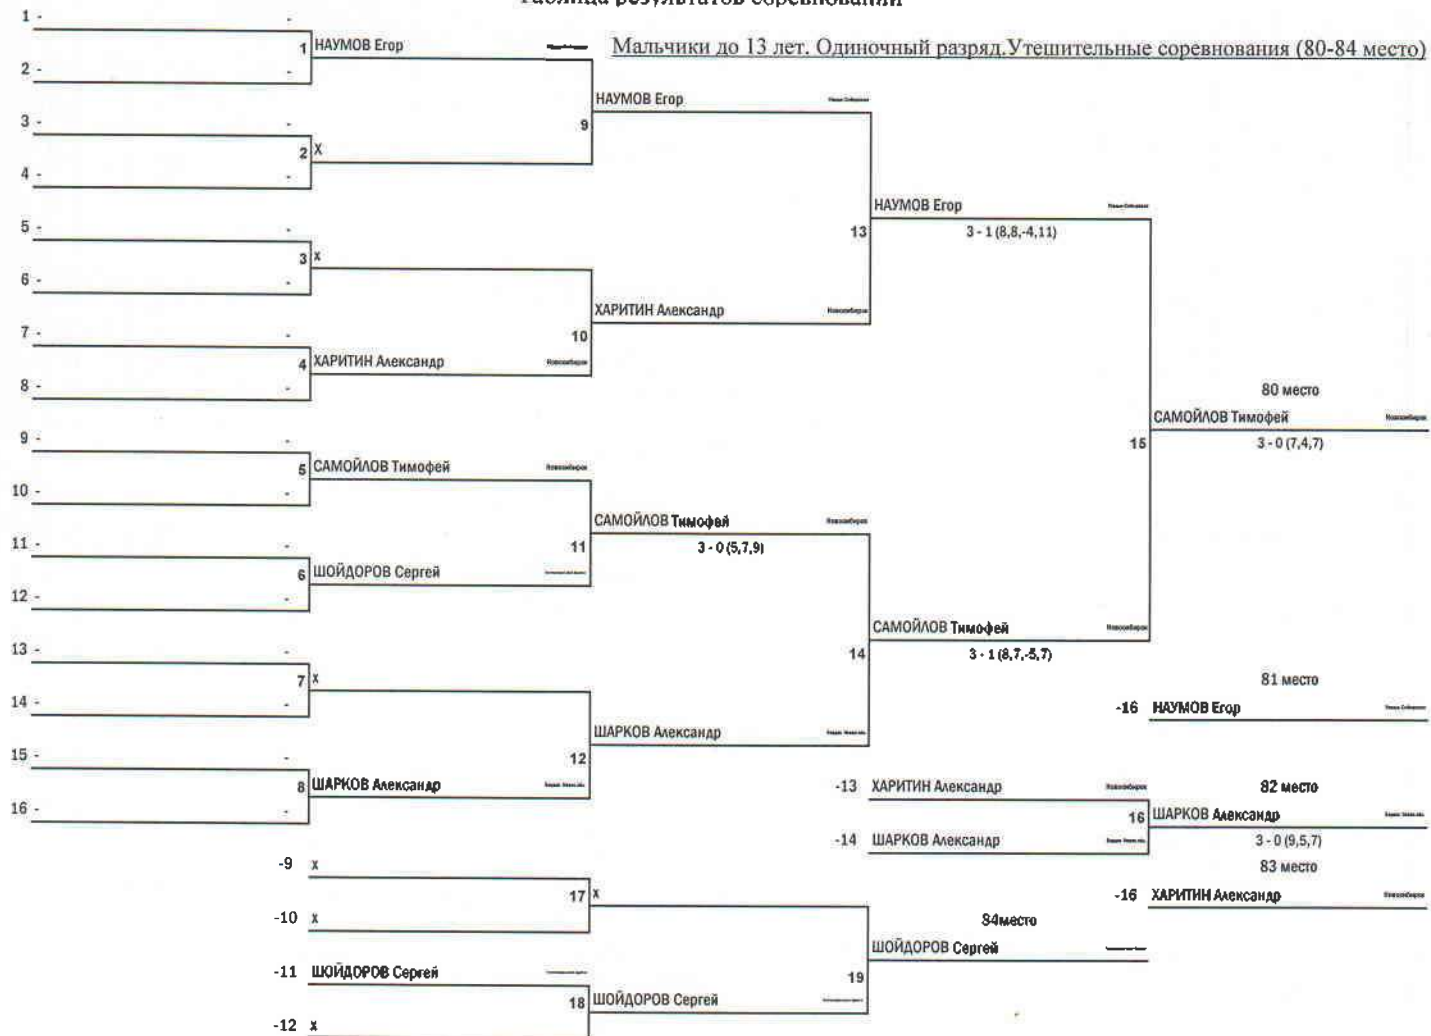 Таблица результатов соревнований
Мальчики до 13 лет. Одиночный разряд.Утешительные соревнования (80-84 место)
1 -
1 НАУМОВ Егор
2 -
НАУМОВ Егор
3 -
9
2 X
4 -
НАУМОВ Егор
5 -
13
3 - 1 (8,8,-4,11)
3 X
6 -
ХАРИТИН Александр
7 -
10
4 ХАРИТИН Александр
8 -
80 место
САМОЙЛОВ Тимофей
9 -
15
3 - 0 (7,4,7)
5 САМОЙЛОВ Тимофей
10 -
САМОЙЛОВ Тимофей
11 -
11
3 - 0 (5,7,9)
6 ШОЙДОРОВ Сергей
12 -
САМОЙЛОВ Тимофей
13 -
14
3 - 1 (8,7,-5,7)
7 X
81 место
14 -
-16 НАУМОВ Егор
ШАРКОВ Александр
15 -
12
8 ШАРКОВ Александр
-13 ХАРИТИН Александр
82 место
16 -
16 ШАРКОВ Александр
-14 ШАРКОВ Александр
3 - 0 (9,5,7)
-9 X
83 место
17 X
-16 ХАРИТИН Александр
-10 X
84место
ШОЙДОРОВ Сергей
-11 ШОЙДОРОВ Сергей
19
18 ШОЙДОРОВ Сергей
-12 X